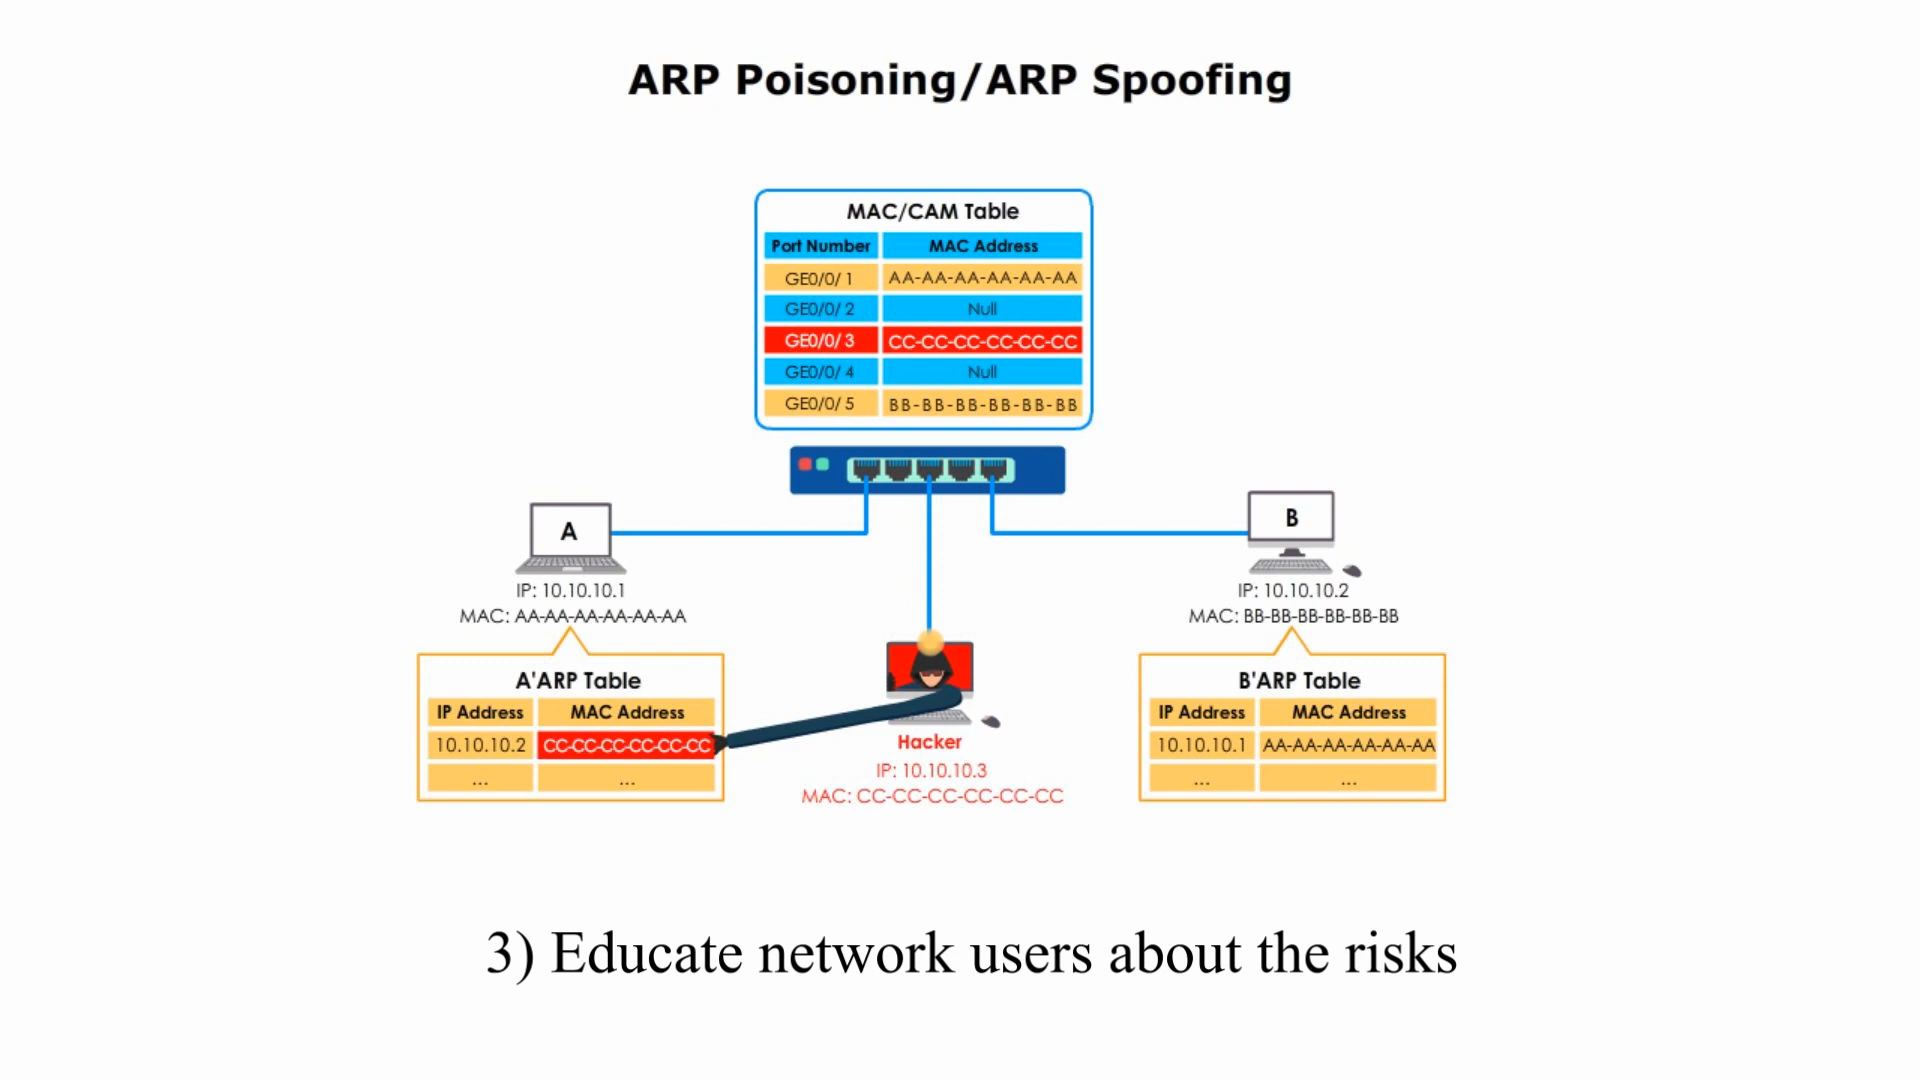 ARP Poisoning/ARP Spoofing
MAC/CAM Table
Port Number MAC Address
GE0/0/ 1 AA-AA-AA-AA-AA-AA
GE0/0/ 2 Null
GE0/0/ 3 CC-CC-CC-CC-CC-CC
GE0/0/ 4 Null
GE0/0/ 5 BB-BB-BB-BB-BB-BB
A
IP: 10.10.10.1
MAC: AA-AA-AA-AA-AA-AA
A'ARP Table
IP Address MAC Address
10.10.10.2 CC-CC-CC-CC-CC-CC
... ...
Hacker
IP: 10.10.10.3
MAC: CC-CC-CC-CC-CC-CC
B
IP: 10.10.10.2
MAC: BB-BB-BB-BB-BB-BB
B'ARP Table
IP Address MAC Address
10.10.10.1 AA-AA-AA-AA-AA-AA
... ...
3) Educate network users about the risks